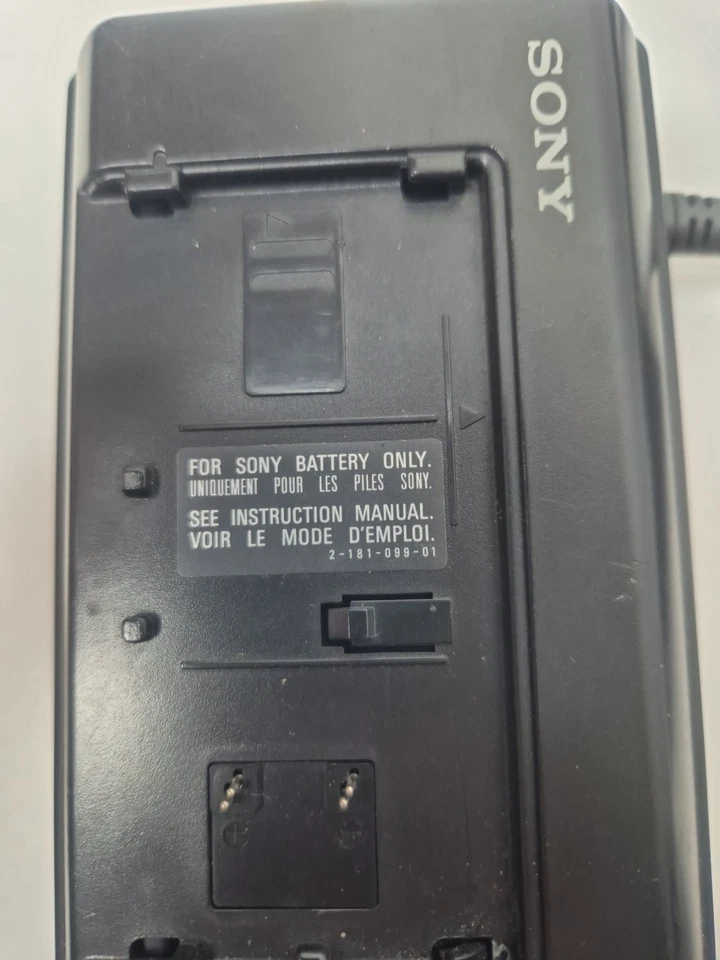 SONY
FOR SONY BATTERY ONLY.
UNIQUEMENT POUR LES PILES SONY.
SEE INSTRUCTION MANUAL.
VOIR LE MODE D'EMPLOI.
2-181-099-01